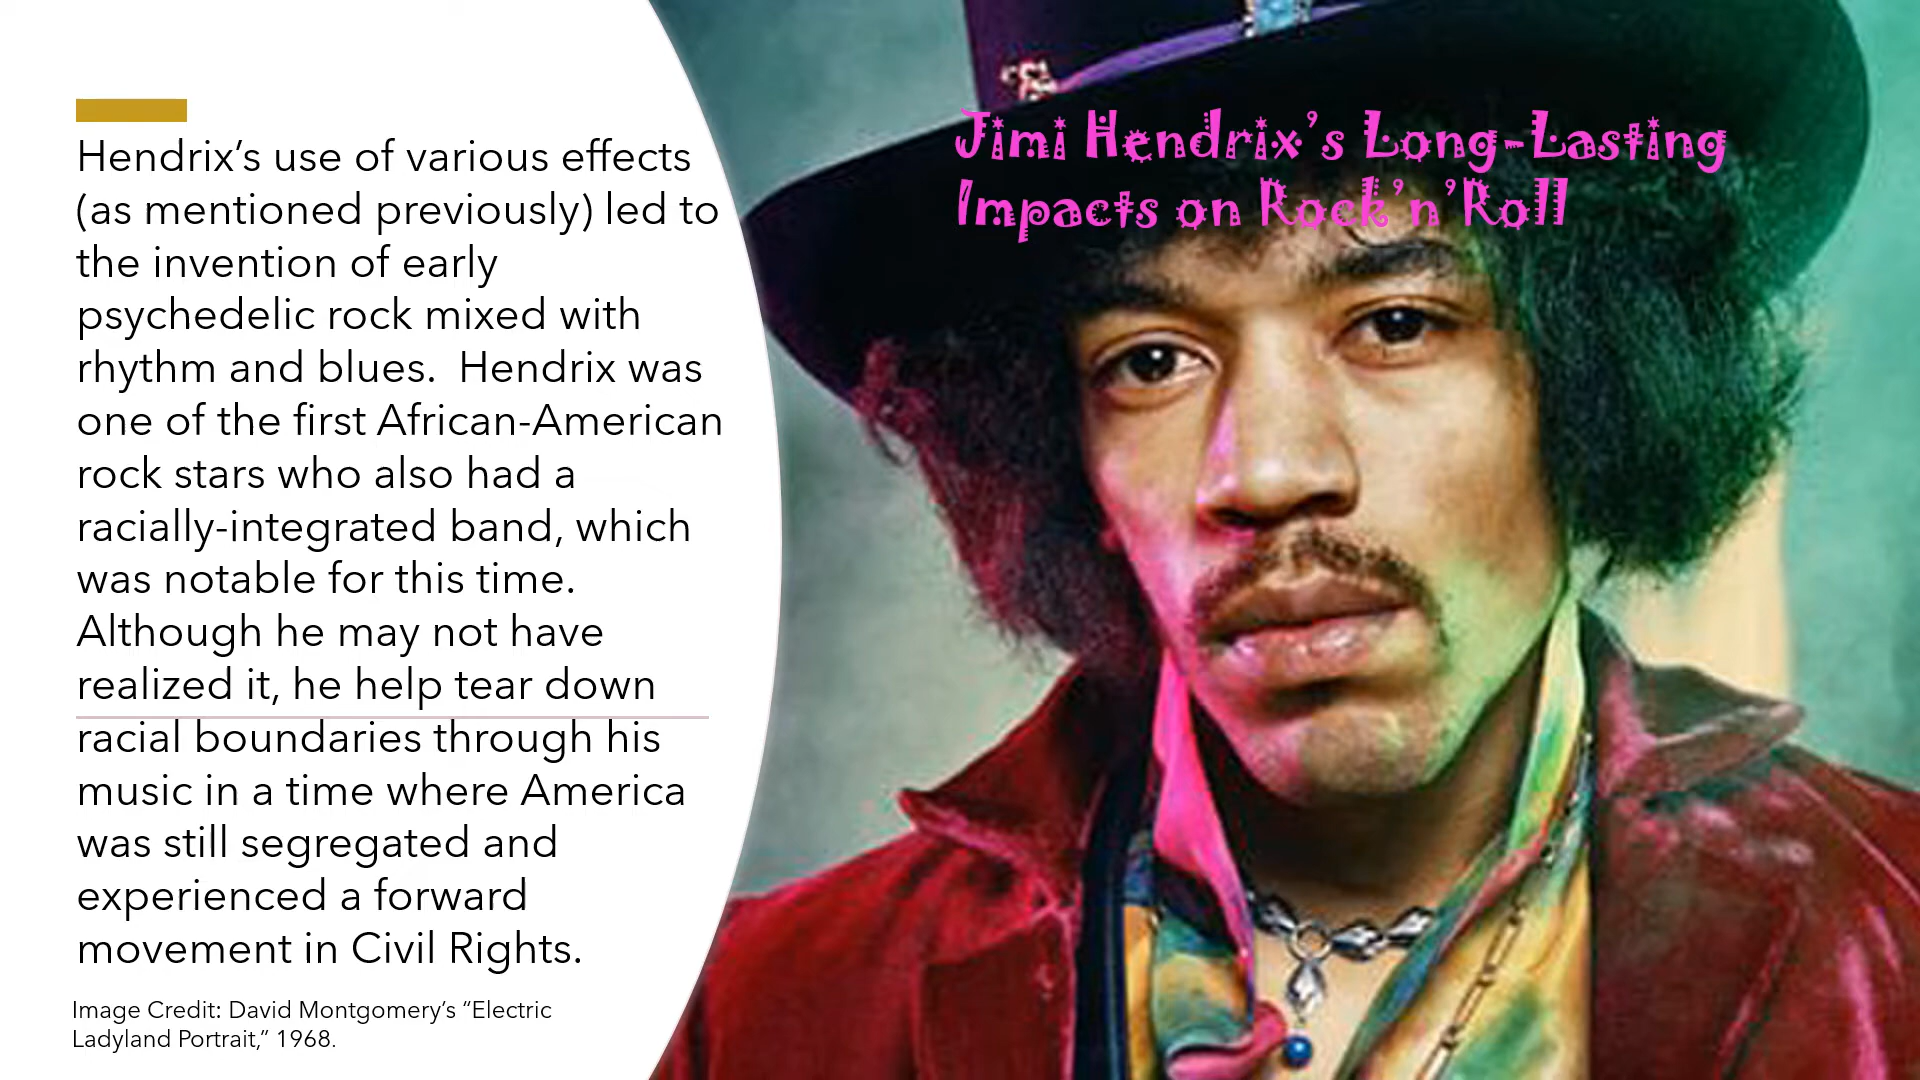 Jimi Hendrix’s Long-Lasting
Impacts on Rock’n’Roll
Hendrix’s use of various effects
(as mentioned previously) led to
the invention of early
psychedelic rock mixed with
rhythm and blues.  Hendrix was
one of the first African-American
rock stars who also had a
racially-integrated band, which
was notable for this time.
Although he may not have
realized it, he help tear down
racial boundaries through his
music in a time where America
was still segregated and
experienced a forward
movement in Civil Rights.
Image Credit: David Montgomery’s “Electric
Ladyland Portrait,” 1968.